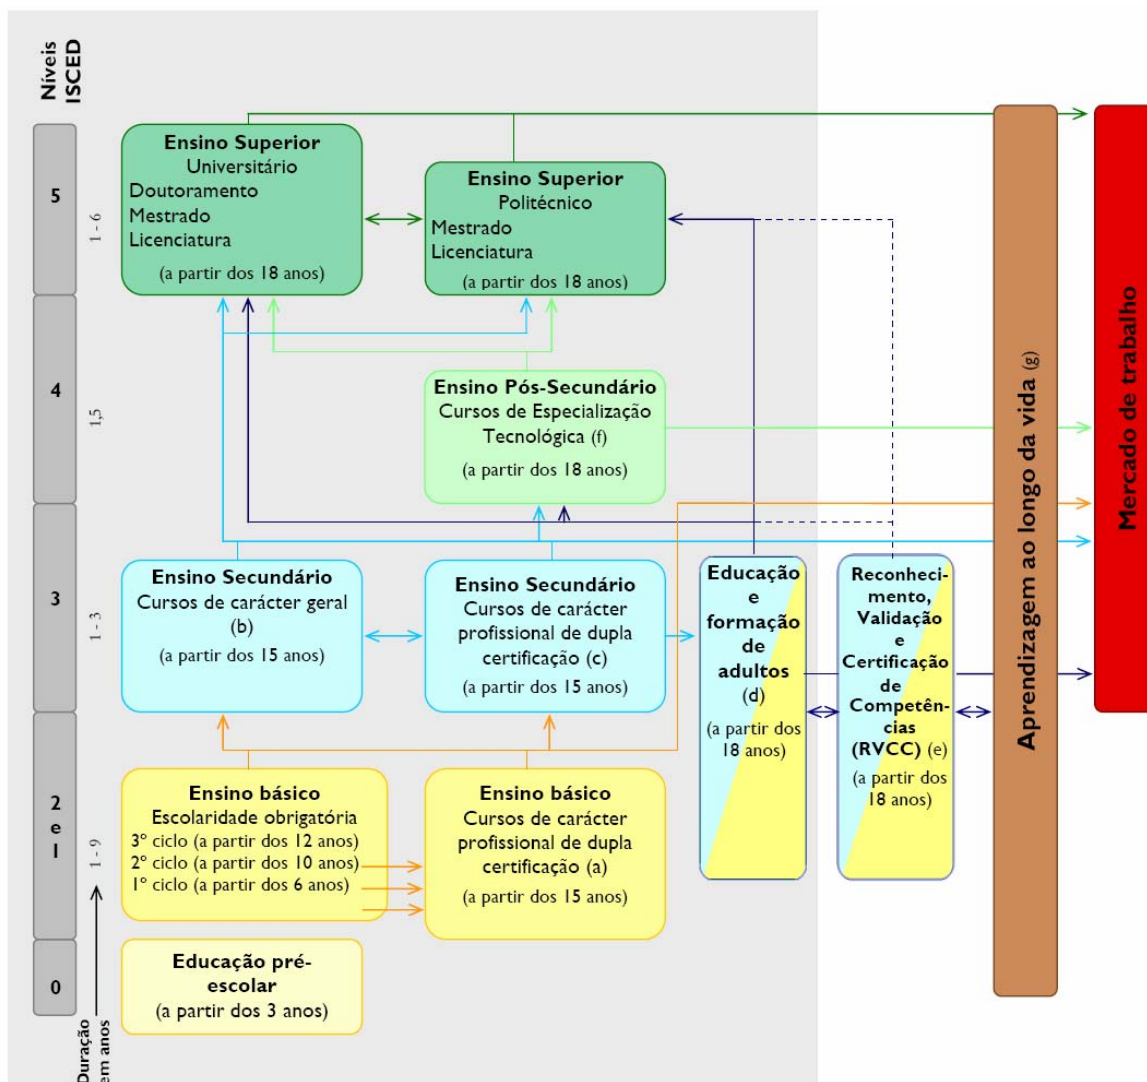 Níveis
ISCED
5
4
3
2
e
1
0
1 - 6
1,5
1 - 3
1 - 9
Duração
em anos
Ensino Superior
Universitário
Doutoramento
Mestrado
Licenciatura
(a partir dos 18 anos)
Ensino Superior
Politécnico
Mestrado
Licenciatura
(a partir dos 18 anos)
Ensino Pós-Secundário
Cursos de Especialização
Tecnológica (f)
(a partir dos 18 anos)
Ensino Secundário
Cursos de carácter geral
(b)
(a partir dos 15 anos)
Ensino Secundário
Cursos de carácter
profissional de dupla
certificação (c)
(a partir dos 15 anos)
Educação
e
formação
de
adultos
(d)
(a partir dos
18 anos)
Reconheci-
mento,
Validação
e
Certificação
de
Competên-
cias
(RVCC) (e)
(a partir dos
18 anos)
Ensino básico
Escolaridade obrigatória
3º ciclo (a partir dos 12 anos)
2º ciclo (a partir dos 10 anos)
1º ciclo (a partir dos 6 anos)
Ensino básico
Cursos de carácter
profissional de dupla
certificação (a)
(a partir dos 15 anos)
Educação pré-
escolar
(a partir dos 3 anos)
Aprendizagem ao longo da vida (g)
Mercado de trabalho